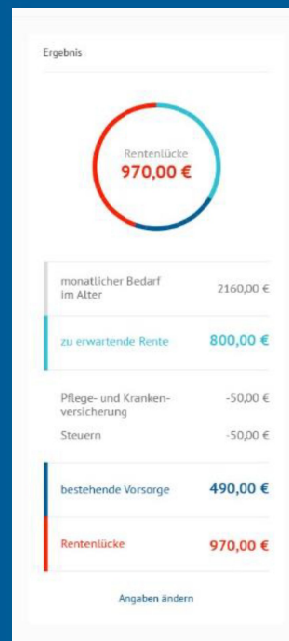 Ergebnis
Rentenlücke
970,00 €
monatlicher Bedarf
im Alter
2160,00 €
zu erwartende Rente
800,00 €
Pflege- und Kranken-
versicherung
-50,00 €
Steuern
-50,00 €
bestehende Vorsorge
490,00 €
Rentenlücke
970,00 €
Angaben ändern